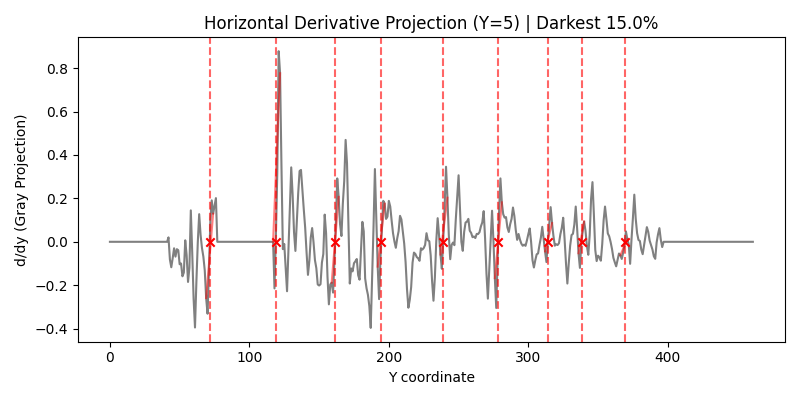 Horizontal Derivative Projection (Y=5) | Darkest 15.0%
d/dy (Gray Projection)
0.8
0.6
0.4
0.2
0.0
−0.2
−0.4
0 100 200 300 400
Y coordinate